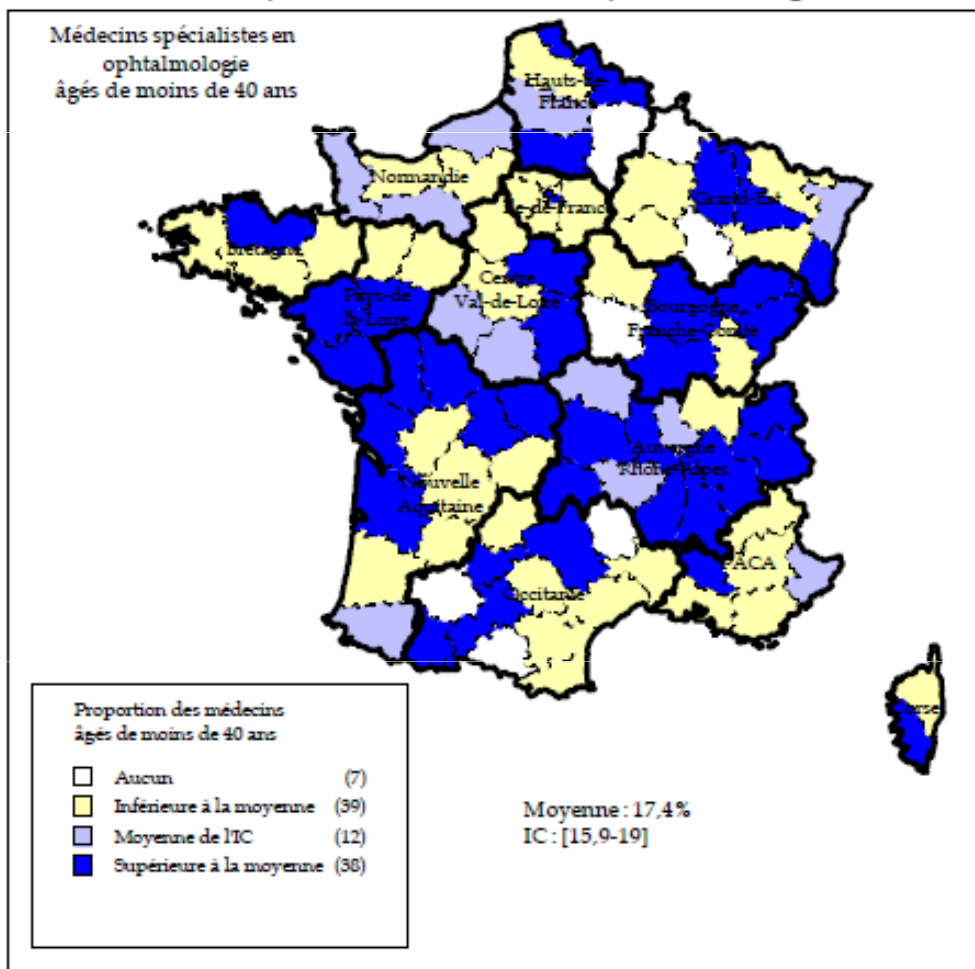 Médecins spécialistes en
ophtalmologie
âgés de moins de 40 ans
Hauts-de-
France
Normandie
Île-de-Franc
Grand-Est
Bretagne
Pays-de
la-Loire
Centre
Val-de-Loire
Bourgogne
Franche-Comté
Auvergne
Rhône-Alpes
Nouvelle
Aquitaine
Occitanie
PACA
Corse
Proportion des médecins
âgés de moins de 40 ans
Aucun (7)
Inférieure à la moyenne (39)
Moyenne de l'IC (12)
Supérieure à la moyenne (38)
Moyenne : 17,4%
IC : [15,9-19]